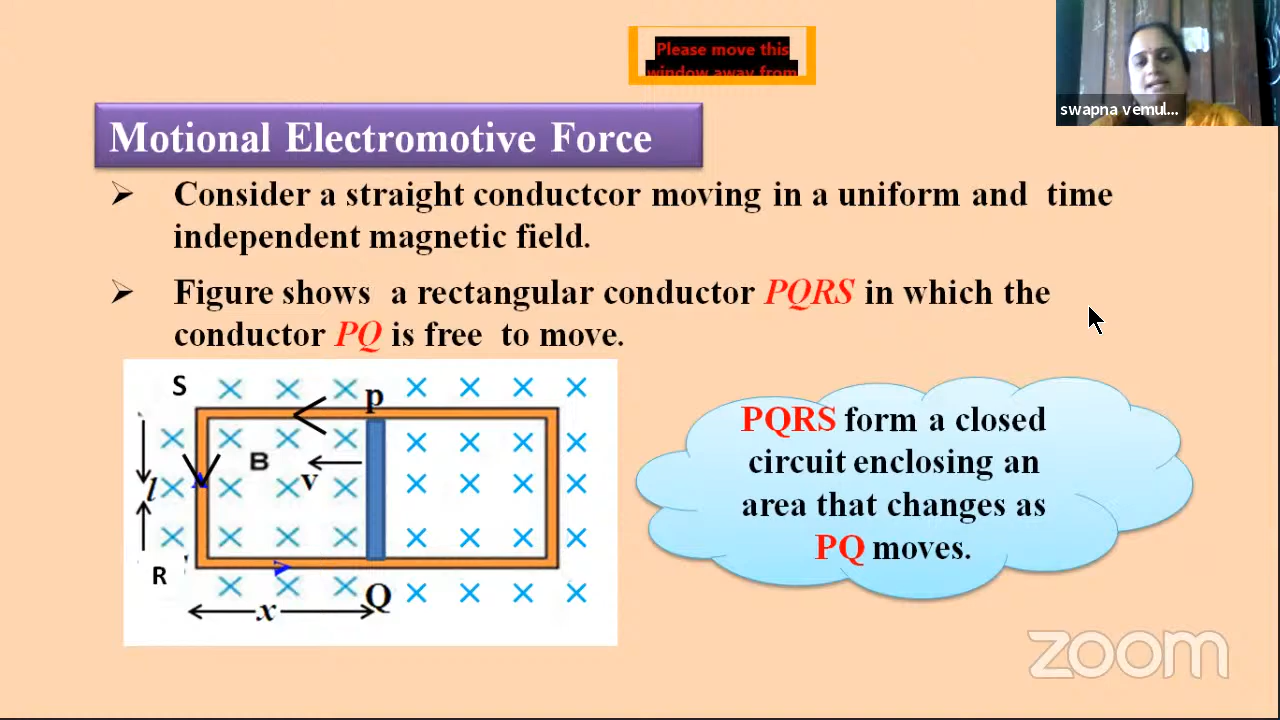 Please move this
window away from
swapna vemul...
Motional Electromotive Force
➢ Consider a straight conductcor moving in a uniform and time
independent magnetic field.
➢ Figure shows a rectangular conductor PQRS in which the
conductor PQ is free to move.
S
p
B
v
l
R
Q
x
PQRS form a closed
circuit enclosing an
area that changes as
PQ moves.
zoom